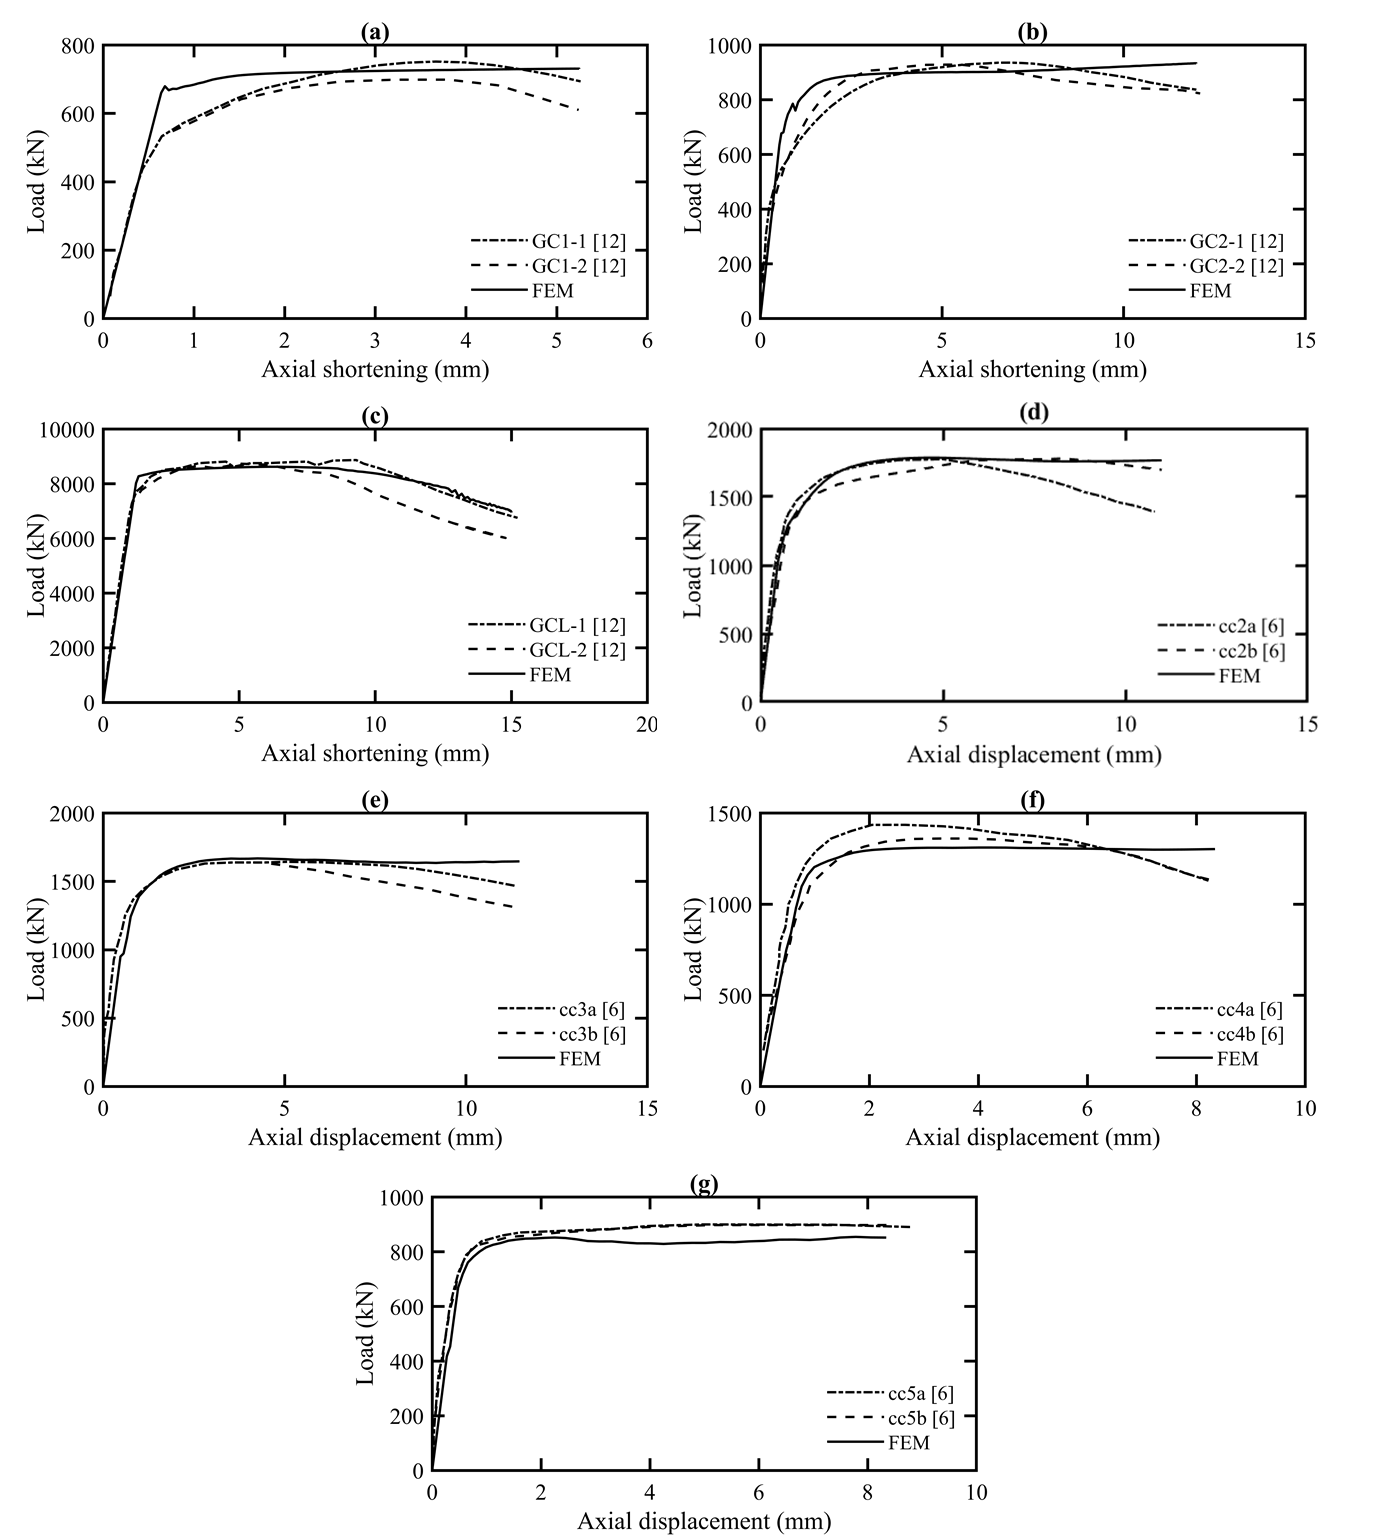 (a)
800
600
400
200
0
Load (kN)
GC1-1 [12]
GC1-2 [12]
FEM
0 1 2 3 4 5 6
Axial shortening (mm)
(b)
1000
800
600
400
200
0
Load (kN)
GC2-1 [12]
GC2-2 [12]
FEM
0 5 10 15
Axial shortening (mm)
(c)
10000
8000
6000
4000
2000
0
Load (kN)
GCL-1 [12]
GCL-2 [12]
FEM
0 5 10 15 20
Axial shortening (mm)
(d)
2000
1500
1000
500
0
Load (kN)
cc2a [6]
cc2b [6]
FEM
0 5 10 15
Axial displacement (mm)
(e)
2000
1500
1000
500
0
Load (kN)
cc3a [6]
cc3b [6]
FEM
0 5 10 15
Axial displacement (mm)
(f)
1500
1000
500
0
Load (kN)
cc4a [6]
cc4b [6]
FEM
0 2 4 6 8 10
Axial displacement (mm)
(g)
1000
800
600
400
200
0
Load (kN)
cc5a [6]
cc5b [6]
FEM
0 2 4 6 8 10
Axial displacement (mm)